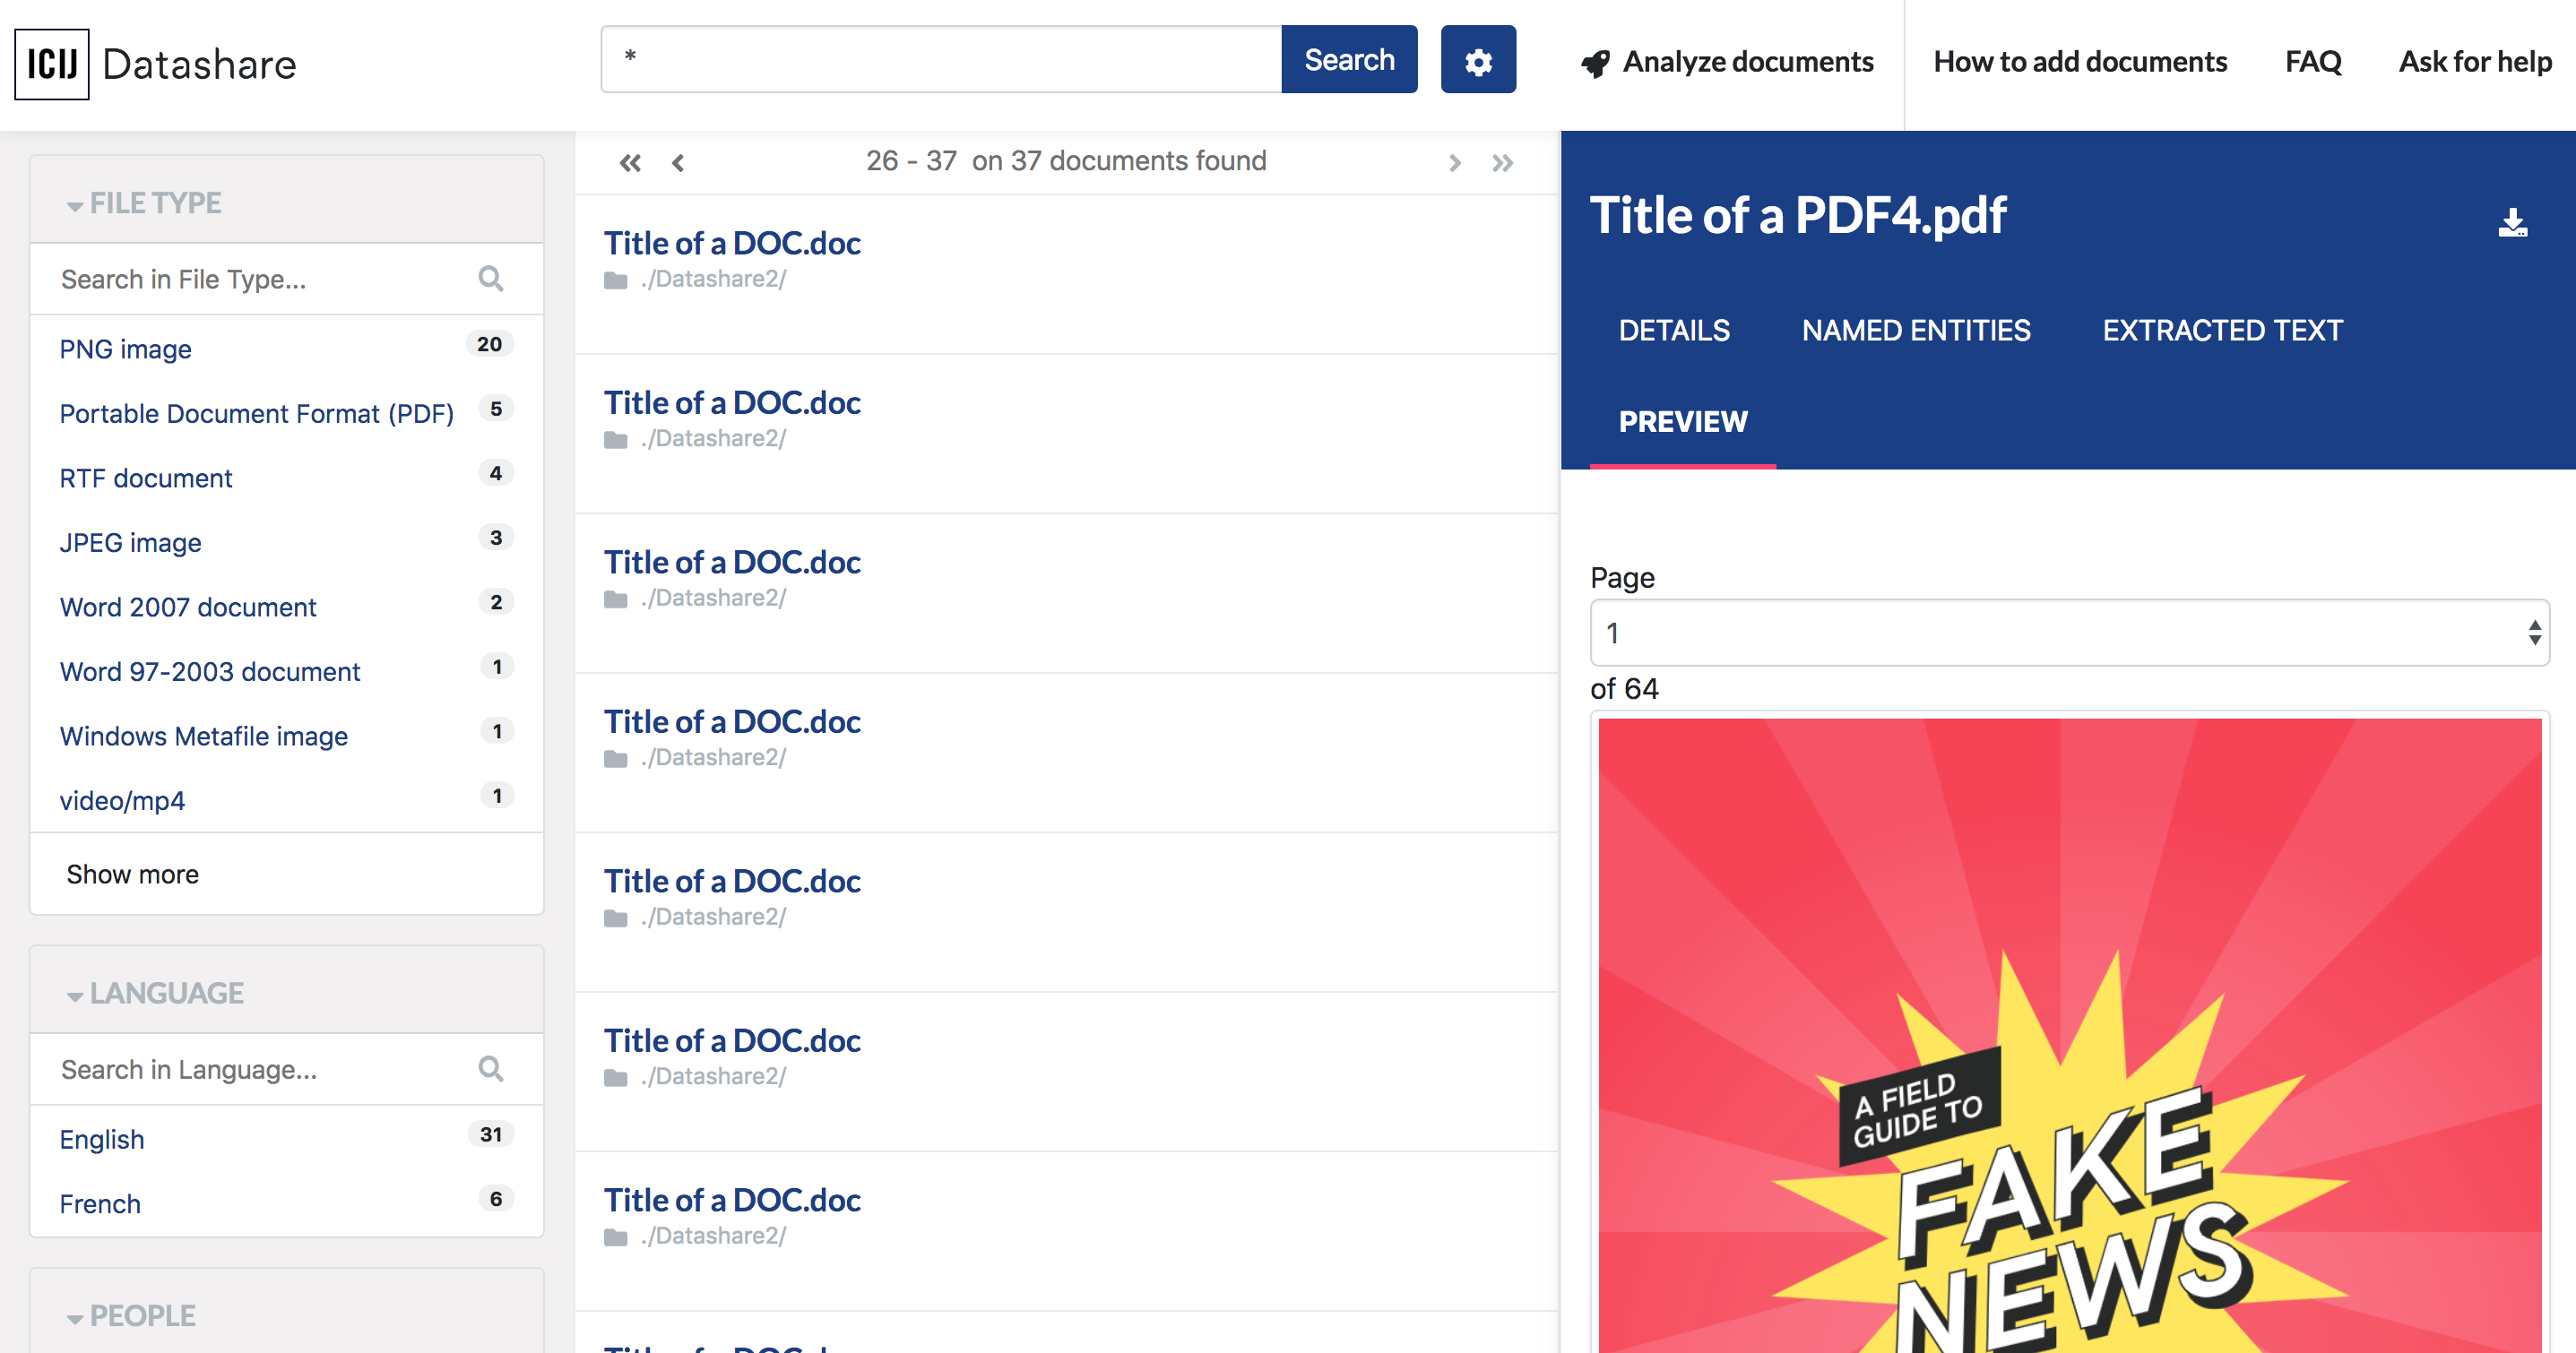 ICIJ Datashare
*
Search
Analyze documents
How to add documents
FAQ
Ask for help
FILE TYPE
Search in File Type...
PNG image 20
Portable Document Format (PDF) 5
RTF document 4
JPEG image 3
Word 2007 document 2
Word 97-2003 document 1
Windows Metafile image 1
video/mp4 1
Show more
LANGUAGE
Search in Language...
English 31
French 6
PEOPLE
26 - 37 on 37 documents found
Title of a DOC.doc
./Datashare2/
Title of a DOC.doc
./Datashare2/
Title of a DOC.doc
./Datashare2/
Title of a DOC.doc
./Datashare2/
Title of a DOC.doc
./Datashare2/
Title of a DOC.doc
./Datashare2/
Title of a DOC.doc
./Datashare2/
Title of a PDF4.pdf
DETAILS
NAMED ENTITIES
EXTRACTED TEXT
PREVIEW
Page
1
of 64
A FIELD
GUIDE TO
FAKE
NEWS